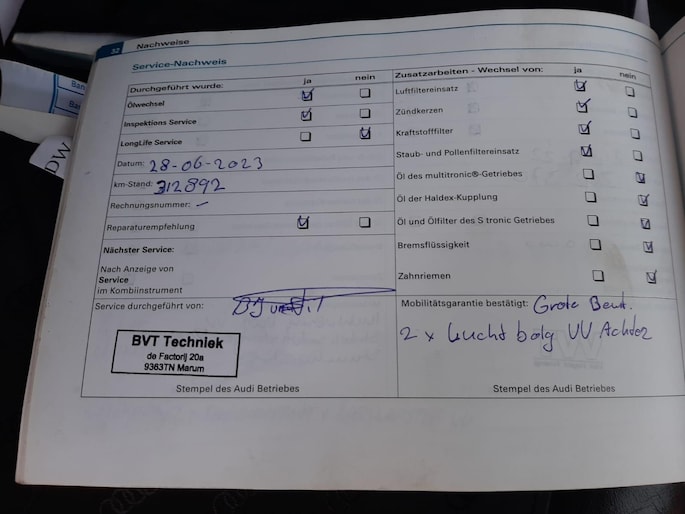 32 Nachweise
Service-Nachweis
Durchgeführt wurde: ja nein
Ölwechsel
Inspektions Service
LongLife Service
Datum: 28-06-2023
km-Stand: 312892
Rechnungsnummer: –
Reparaturempfehlung
Nächster Service:
Nach Anzeige von
Service
im Kombiinstrument
Service durchgeführt von:
BVT Techniek
de Factorij 20a
9363TN Marum
Stempel des Audi Betriebes
Zusatzarbeiten - Wechsel von: ja nein
Luftfiltereinsatz
Zündkerzen
Kraftstofffilter
Staub- und Pollenfiltereinsatz
Öl des multitronic®-Getriebes
Öl der Haldex-Kupplung
Öl und Ölfilter des S tronic Getriebes
Bremsflüssigkeit
Zahnriemen
Mobilitätsgarantie bestätigt: Grote Beurt.
2 x Lucht balg VV Achter
Stempel des Audi Betriebes
DW
Bar
Ba